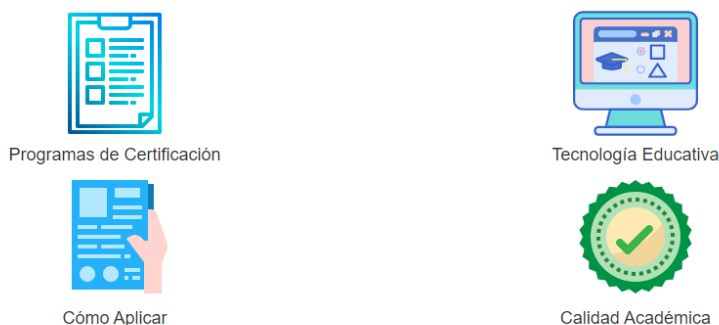 Programas de Certificación
Tecnología Educativa
Cómo Aplicar
Calidad Académica